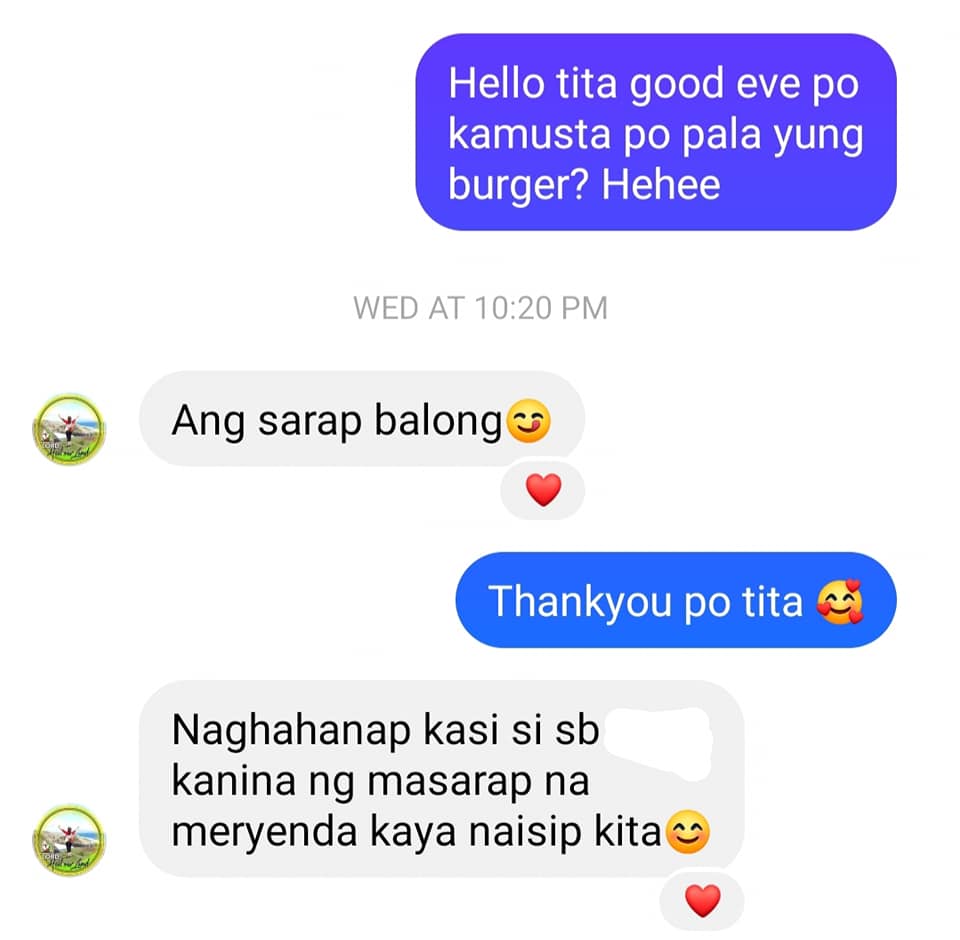 Hello tita good eve po
kamusta po pala yung
burger? Hehee
WED AT 10:20 PM
Ang sarap balong😋
❤️
Thankyou po tita 🥰
Naghahanap kasi si sb
kanina ng masarap na
meryenda kaya naisip kita😊
❤️